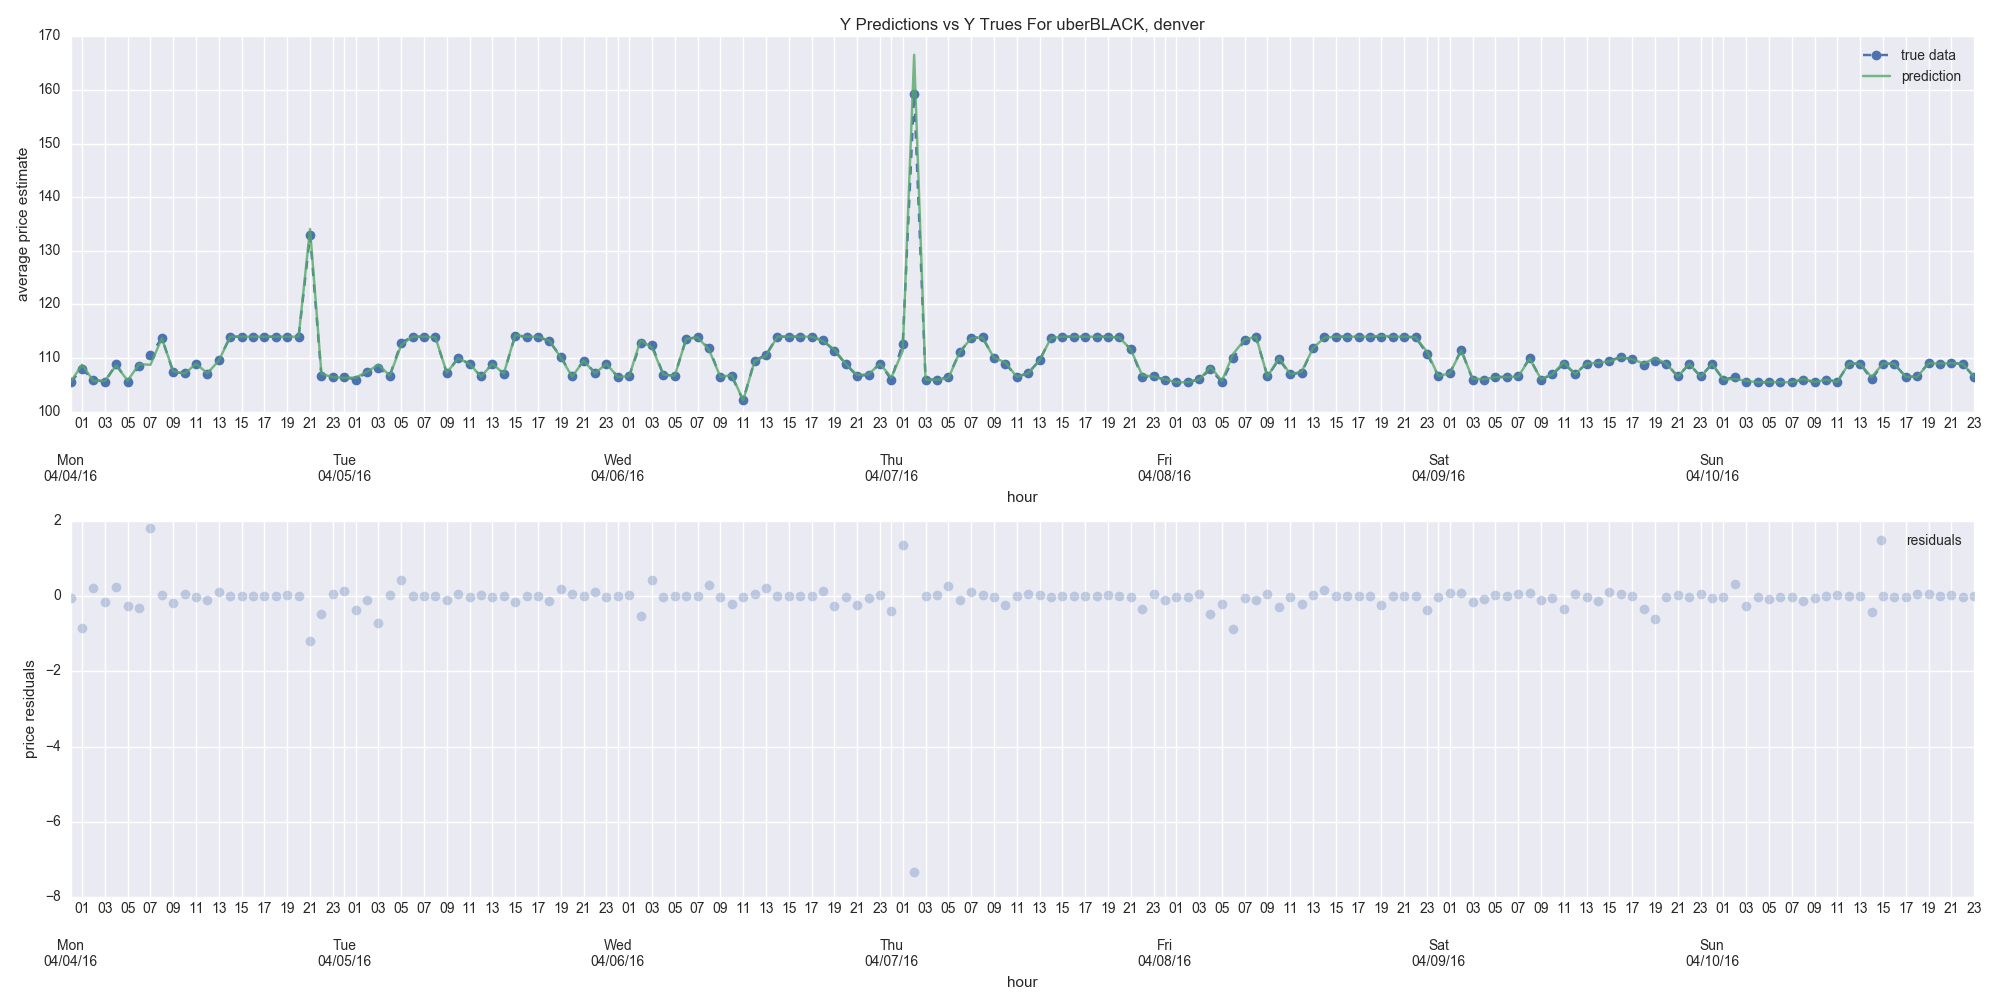 Y Predictions vs Y Trues For uberBLACK, denver
170
160
150
140
130
120
110
100
average price estimate
true data
prediction
01 03 05 07 09 11 13 15 17 19 21 23 01 03 05 07 09 11 13 15 17 19 21 23 01 03 05 07 09 11 13 15 17 19 21 23 01 03 05 07 09 11 13 15 17 19 21 23 01 03 05 07 09 11 13 15 17 19 21 23 01 03 05 07 09 11 13 15 17 19 21 23 01 03 05 07 09 11 13 15 17 19 21 23
Mon Tue Wed Thu Fri Sat Sun
04/04/16 04/05/16 04/06/16 04/07/16 04/08/16 04/09/16 04/10/16
hour
2
0
−2
−4
−6
−8
price residuals
residuals
01 03 05 07 09 11 13 15 17 19 21 23 01 03 05 07 09 11 13 15 17 19 21 23 01 03 05 07 09 11 13 15 17 19 21 23 01 03 05 07 09 11 13 15 17 19 21 23 01 03 05 07 09 11 13 15 17 19 21 23 01 03 05 07 09 11 13 15 17 19 21 23 01 03 05 07 09 11 13 15 17 19 21 23
Mon Tue Wed Thu Fri Sat Sun
04/04/16 04/05/16 04/06/16 04/07/16 04/08/16 04/09/16 04/10/16
hour